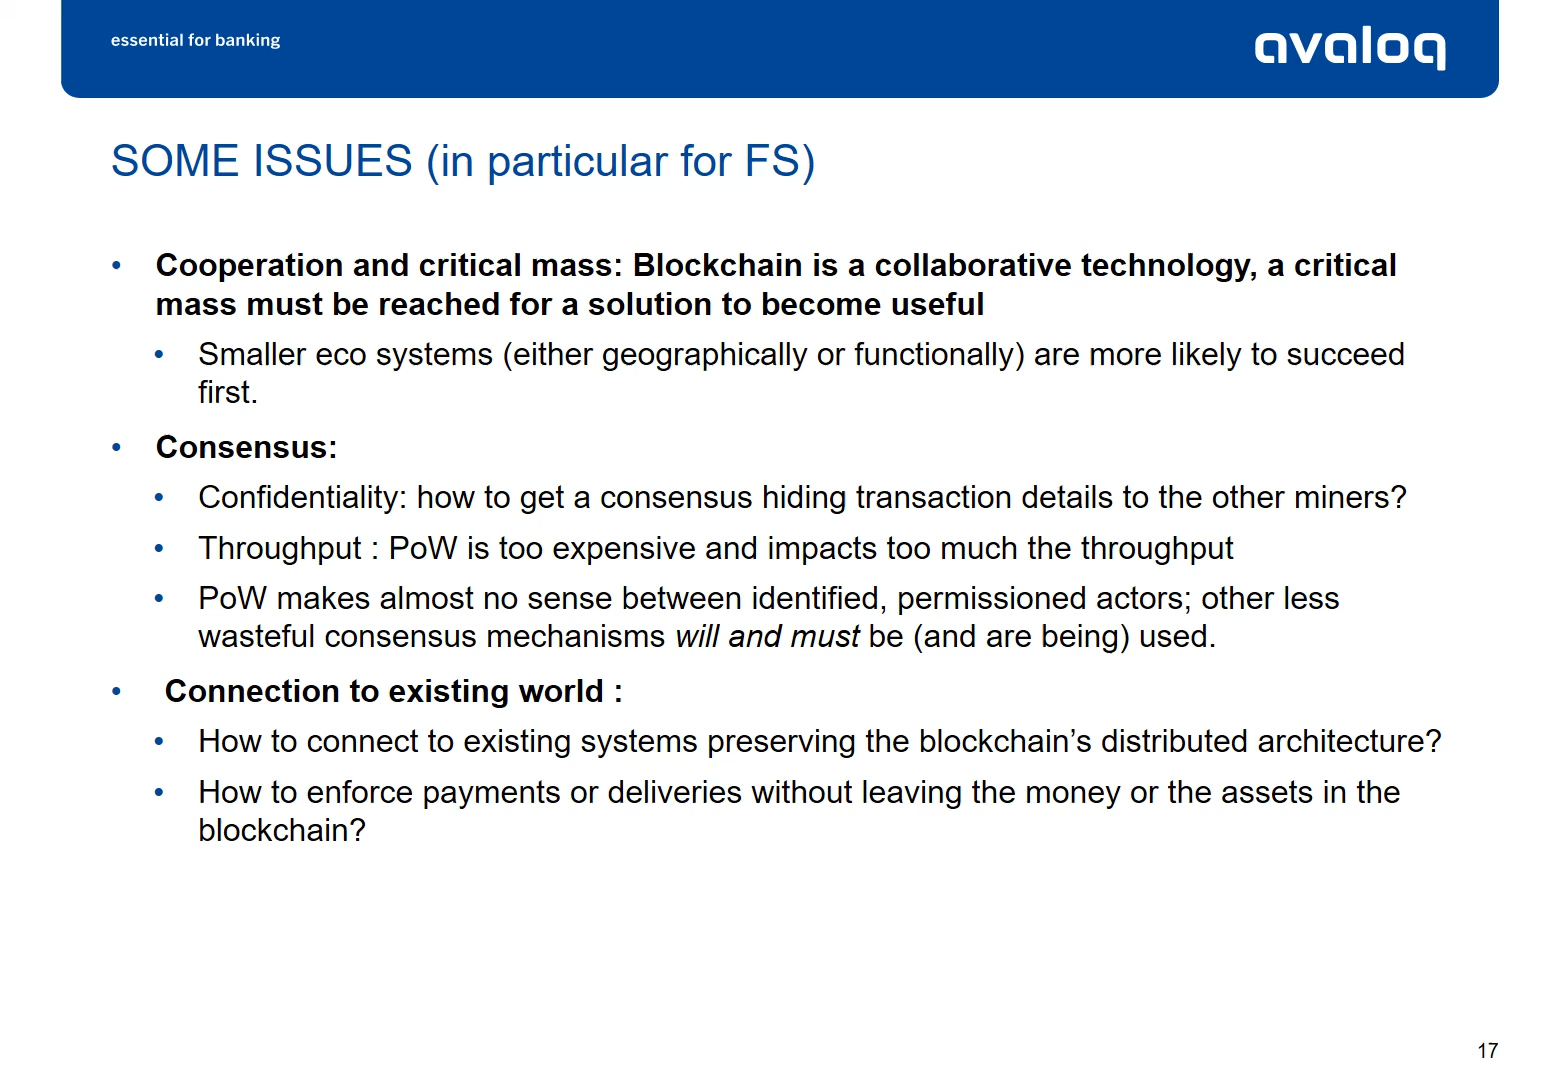 essential for banking
avaloq
SOME ISSUES (in particular for FS)
• Cooperation and critical mass: Blockchain is a collaborative technology, a critical
mass must be reached for a solution to become useful
• Smaller eco systems (either geographically or functionally) are more likely to succeed
first.
• Consensus:
• Confidentiality: how to get a consensus hiding transaction details to the other miners?
• Throughput : PoW is too expensive and impacts too much the throughput
• PoW makes almost no sense between identified, permissioned actors; other less
wasteful consensus mechanisms will and must be (and are being) used.
• Connection to existing world :
• How to connect to existing systems preserving the blockchain’s distributed architecture?
• How to enforce payments or deliveries without leaving the money or the assets in the
blockchain?
17